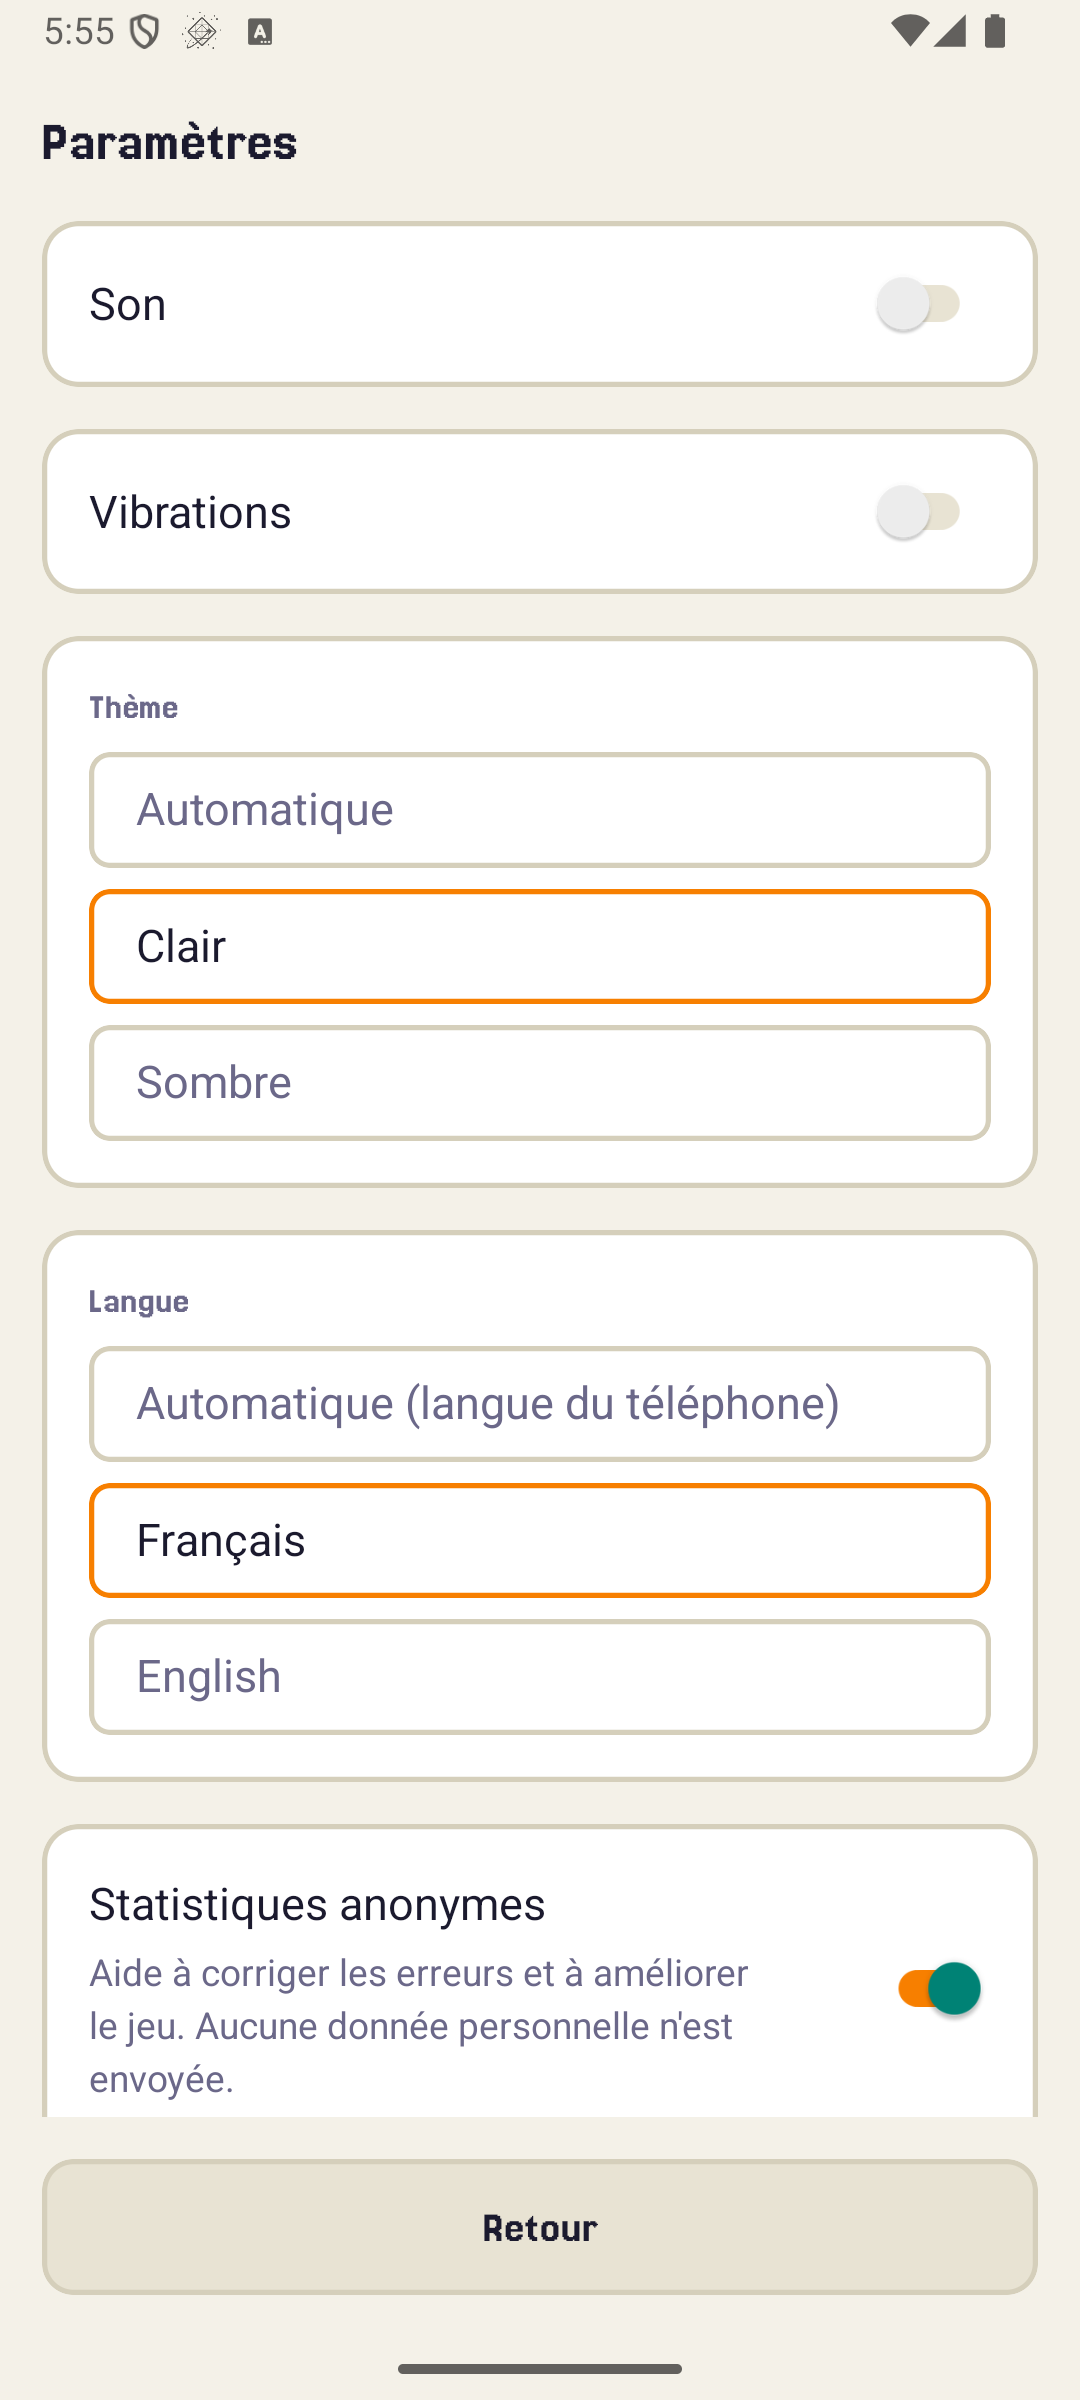 5:55
Paramètres
Son
Vibrations
Thème
Automatique
Clair
Sombre
Langue
Automatique (langue du téléphone)
Français
English
Statistiques anonymes
Aide à corriger les erreurs et à améliorer
le jeu. Aucune donnée personnelle n'est
envoyée.
Retour